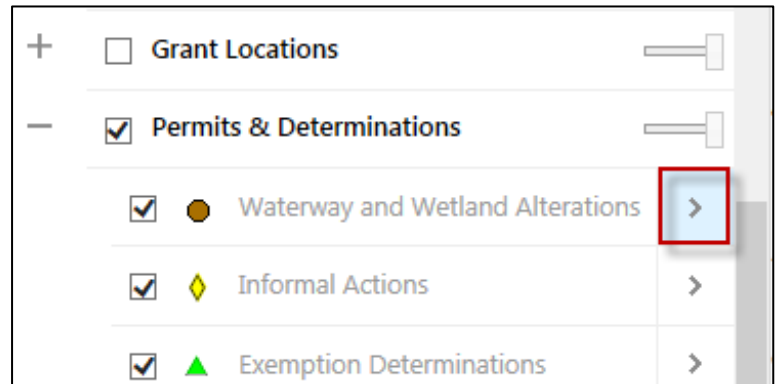 Grant Locations
Permits & Determinations
Waterway and Wetland Alterations
Informal Actions
Exemption Determinations